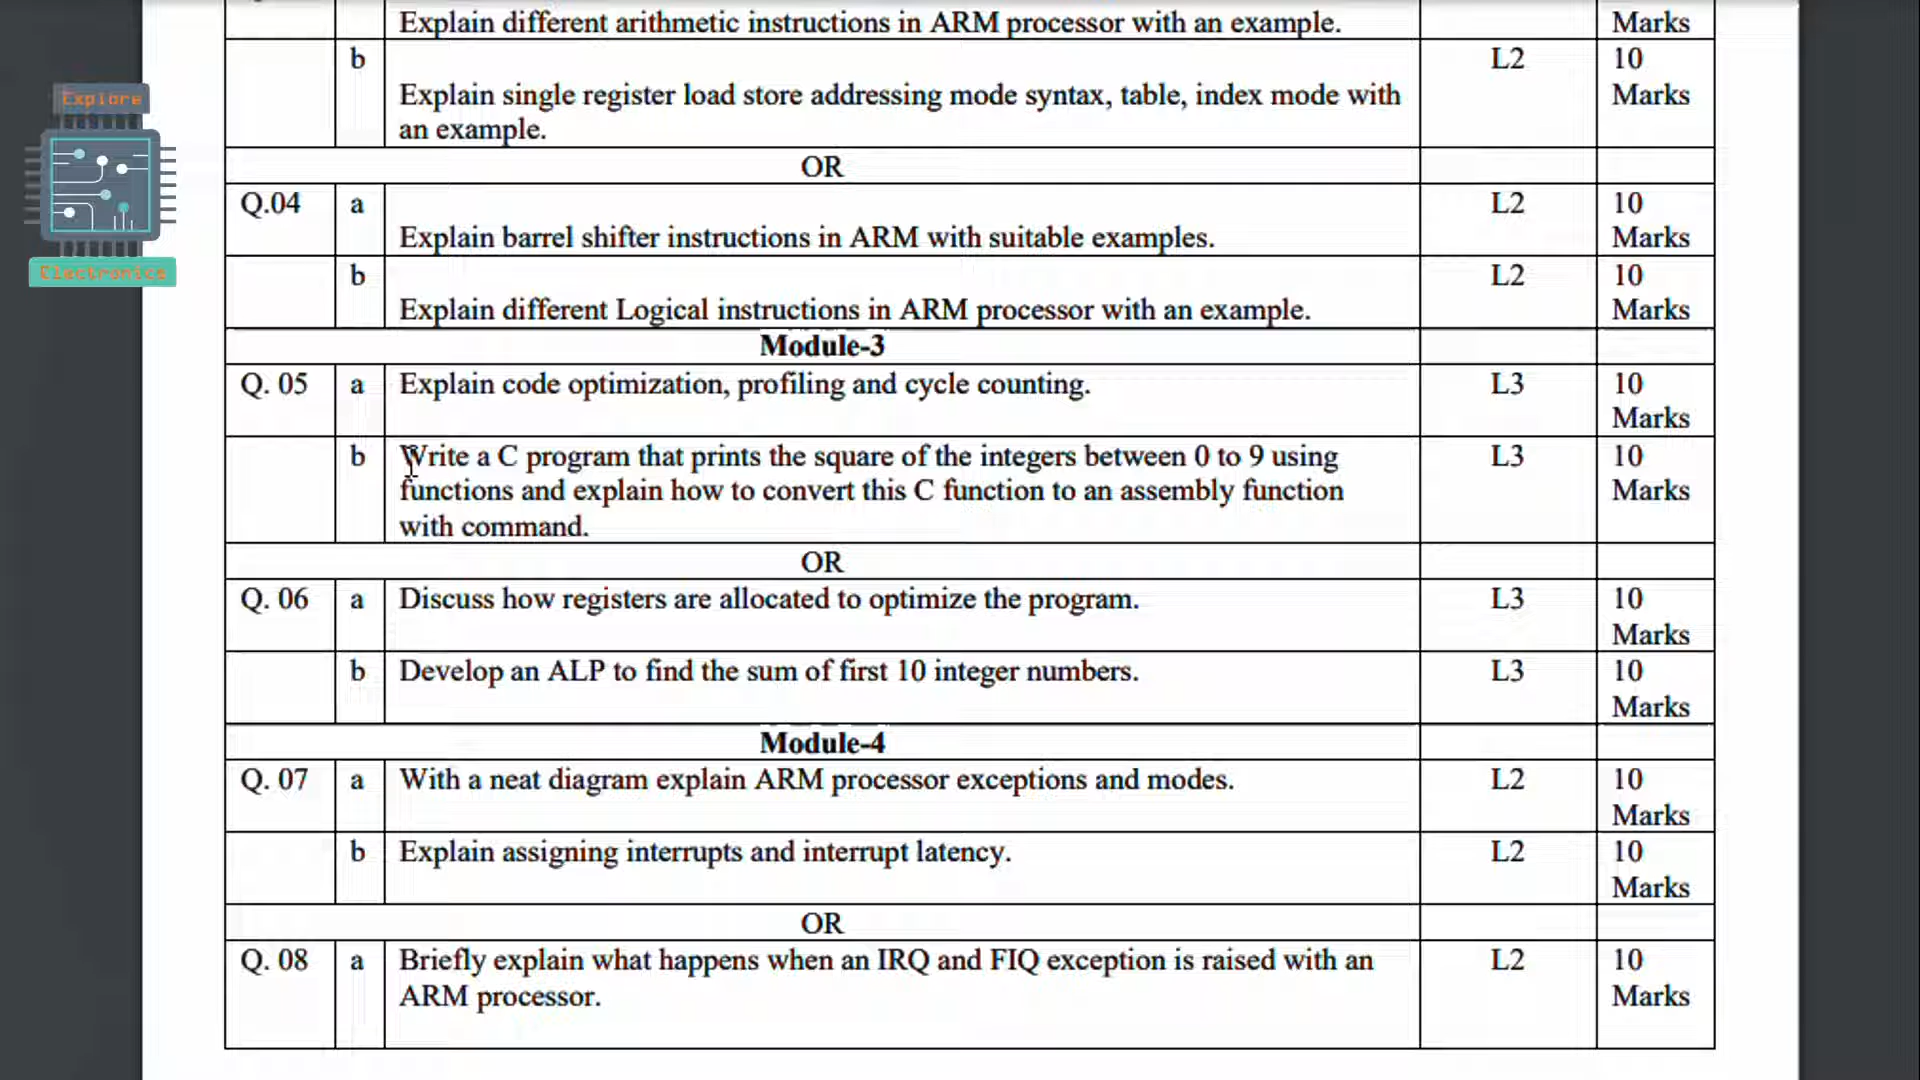 Explain different arithmetic instructions in ARM processor with an example. Marks
b L2 10
Explain single register load store addressing mode syntax, table, index mode with Marks
an example.
OR
Q.04 a L2 10
Explain barrel shifter instructions in ARM with suitable examples. Marks
b L2 10
Explain different Logical instructions in ARM processor with an example. Marks
Module-3
Q. 05 a Explain code optimization, profiling and cycle counting. L3 10
Marks
b Write a C program that prints the square of the integers between 0 to 9 using L3 10
functions and explain how to convert this C function to an assembly function Marks
with command.
OR
Q. 06 a Discuss how registers are allocated to optimize the program. L3 10
Marks
b Develop an ALP to find the sum of first 10 integer numbers. L3 10
Marks
Module-4
Q. 07 a With a neat diagram explain ARM processor exceptions and modes. L2 10
Marks
b Explain assigning interrupts and interrupt latency. L2 10
Marks
OR
Q. 08 a Briefly explain what happens when an IRQ and FIQ exception is raised with an L2 10
ARM processor. Marks
Explore
Electronics